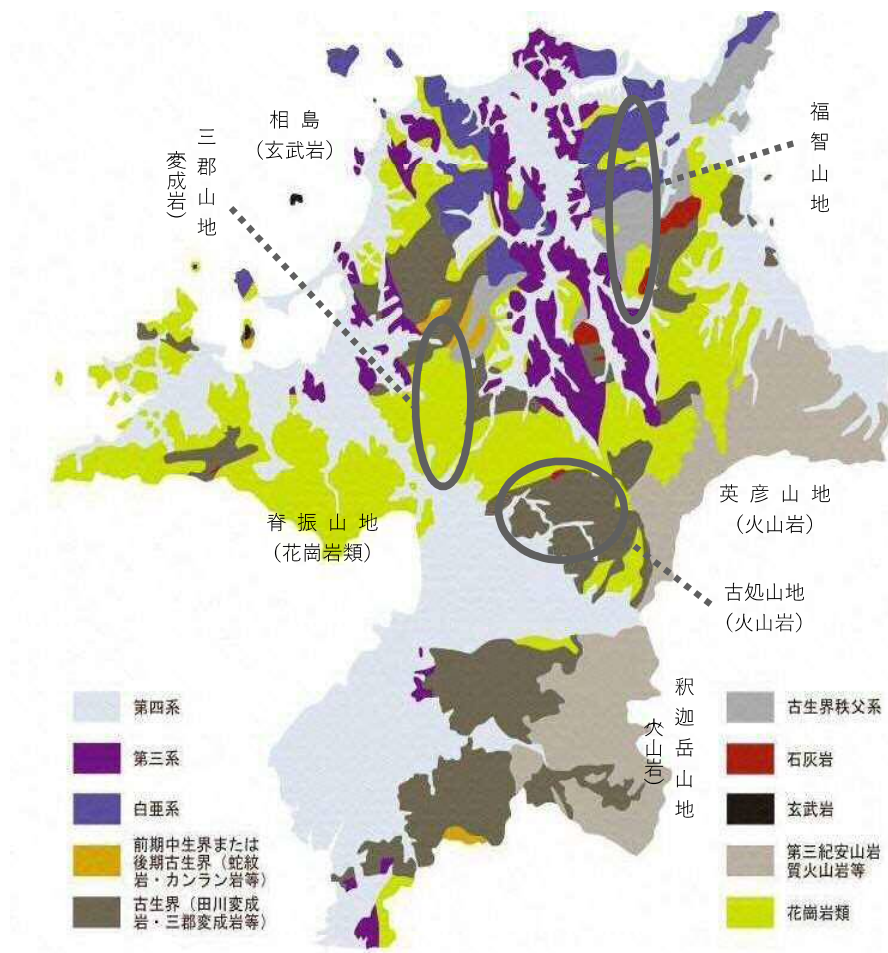 相島
(玄武岩)
三郡山地
変成岩)
福智山地
脊振山地
(花崗岩類)
英彦山地
(火山岩)
古処山地
(火山岩)
釈迦岳山地
(火山岩)
第四系
第三系
白亜系
前期中生界または
後期古生界(蛇紋
岩・カンラン岩等)
古生界(田川変成
岩・三郡変成岩等)
古生界秩父系
石灰岩
玄武岩
第三紀安山岩
質火山岩等
花崗岩類